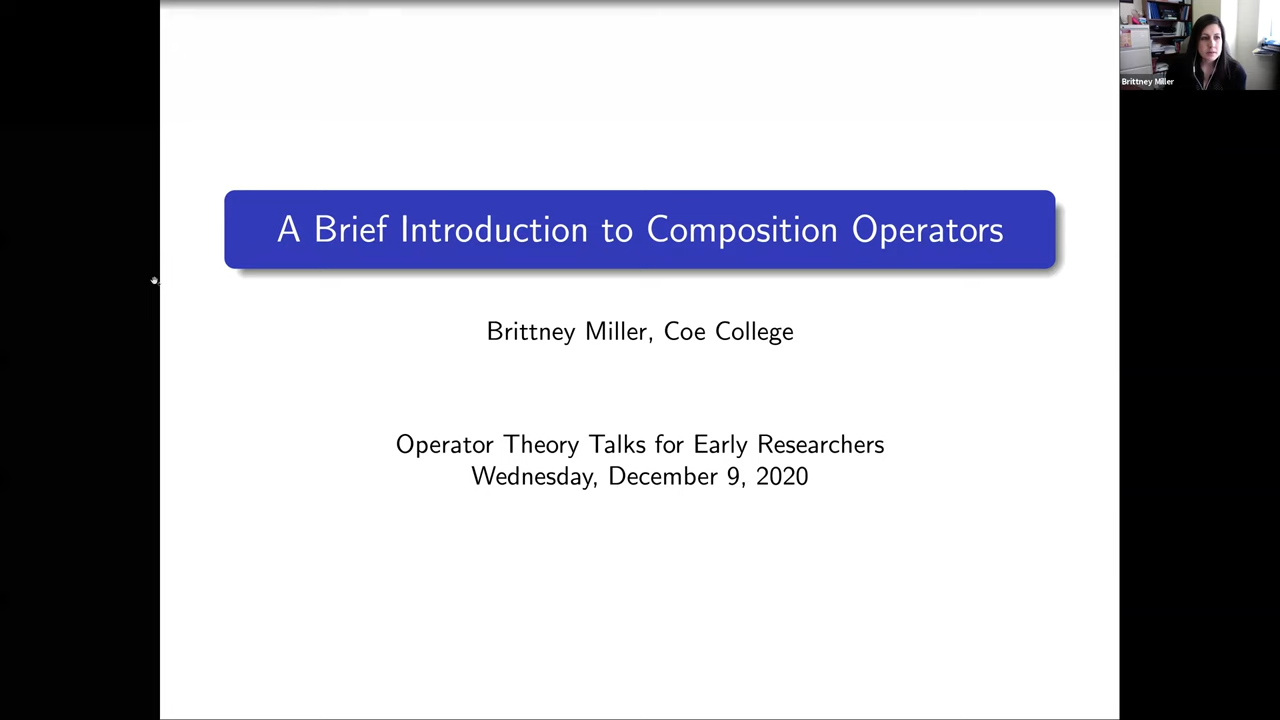 A Brief Introduction to Composition Operators
Brittney Miller, Coe College
Operator Theory Talks for Early Researchers
Wednesday, December 9, 2020
Brittney Miller